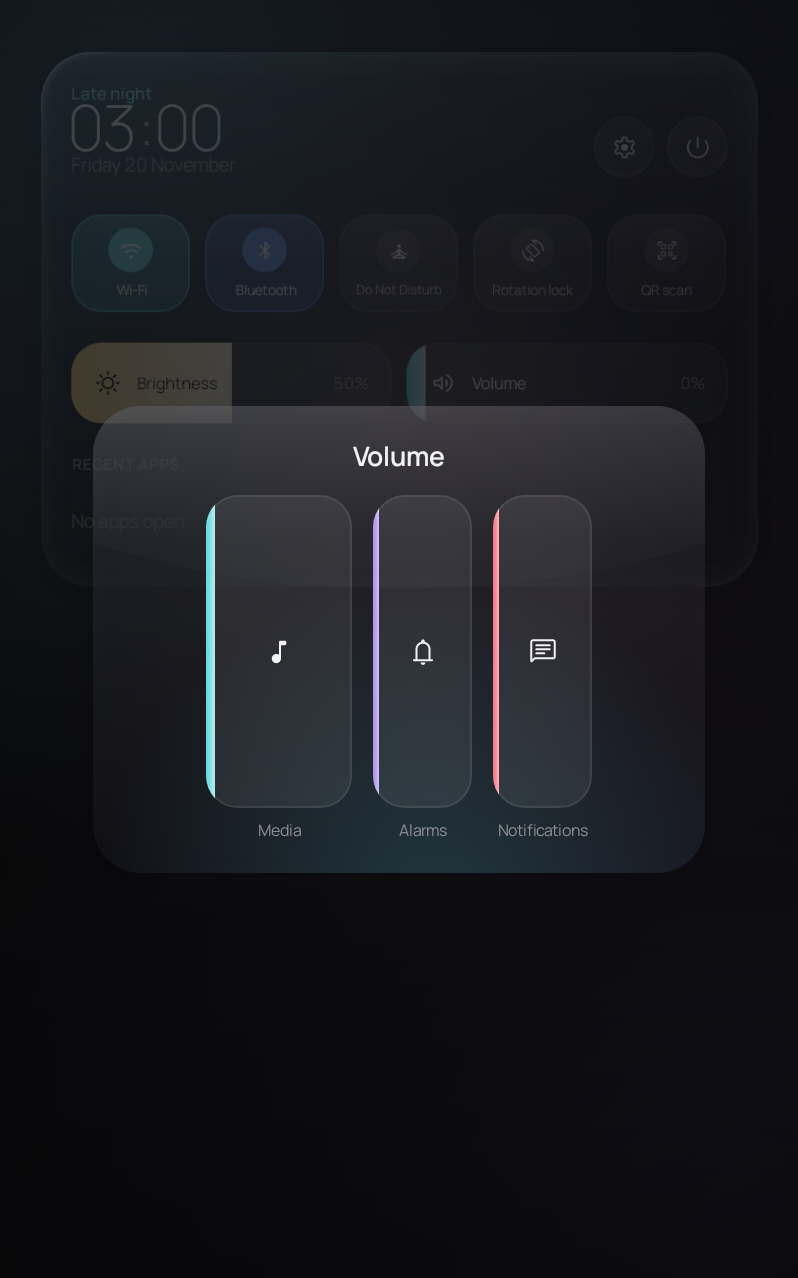 Late night
03:00
Friday 20 November
Wi-Fi
Bluetooth
Do Not Disturb
Rotation lock
QR scan
Brightness
50%
Volume
0%
RECENT APPS
No apps open
Volume
Media
Alarms
Notifications